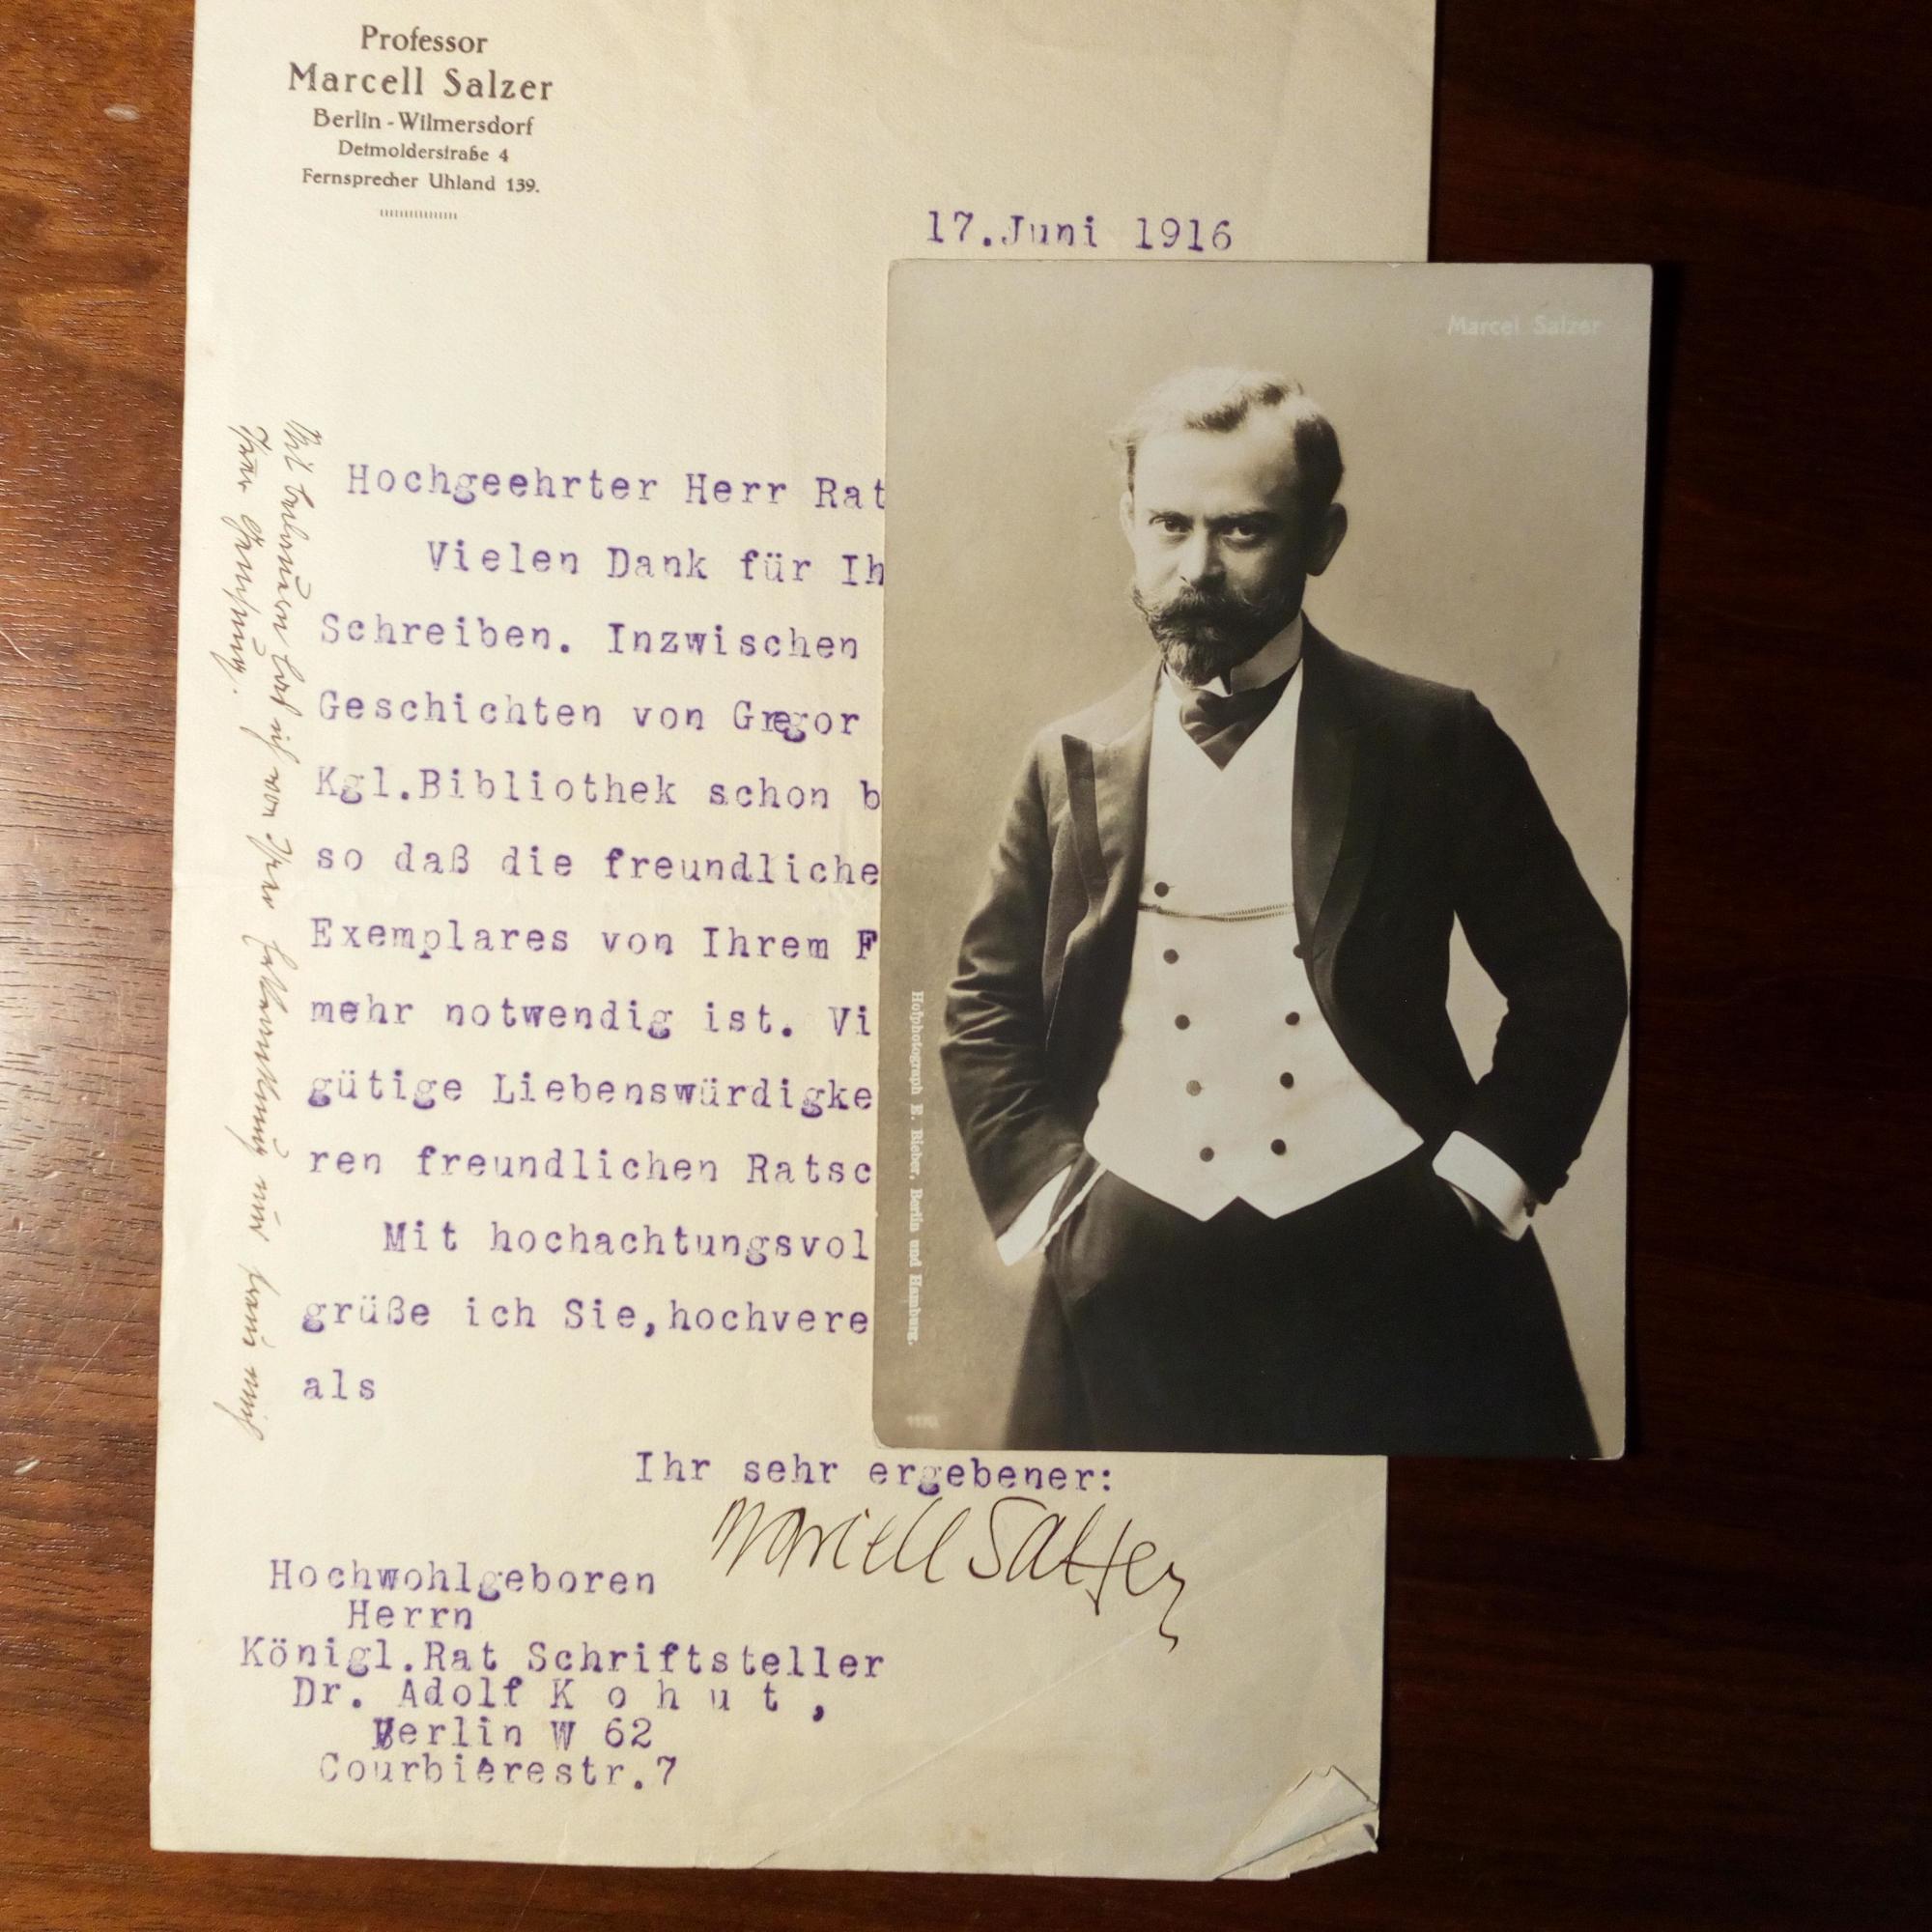 Professor
Marcell Salzer
Berlin-Wilmersdorf
Detmolderstraße 4
Fernsprecher Uhland 139.
17.Juni 1916
Hochgeehrter Herr Rat
Vielen Dank für Ih
Schreiben. Inzwischen
Geschichten von Gregor
Kgl.Bibliothek schon b
so daß die freundliche
Exemplares von Ihrem F
mehr notwendig ist. Vi
gütige Liebenswürdigke
ren freundlichen Ratsc
Mit hochachtungsvol
grüße ich Sie,hochvere
als
Ihr sehr ergebener:
Marcell Salzer
Hochwohlgeboren
Herrn
Königl.Rat Schriftsteller
Dr. Adolf K o h u t ,
Berlin W 62
Courbièrestr.7
Marcel Salzer
Hofphotograph E. Bieber, Berlin und Hamburg.